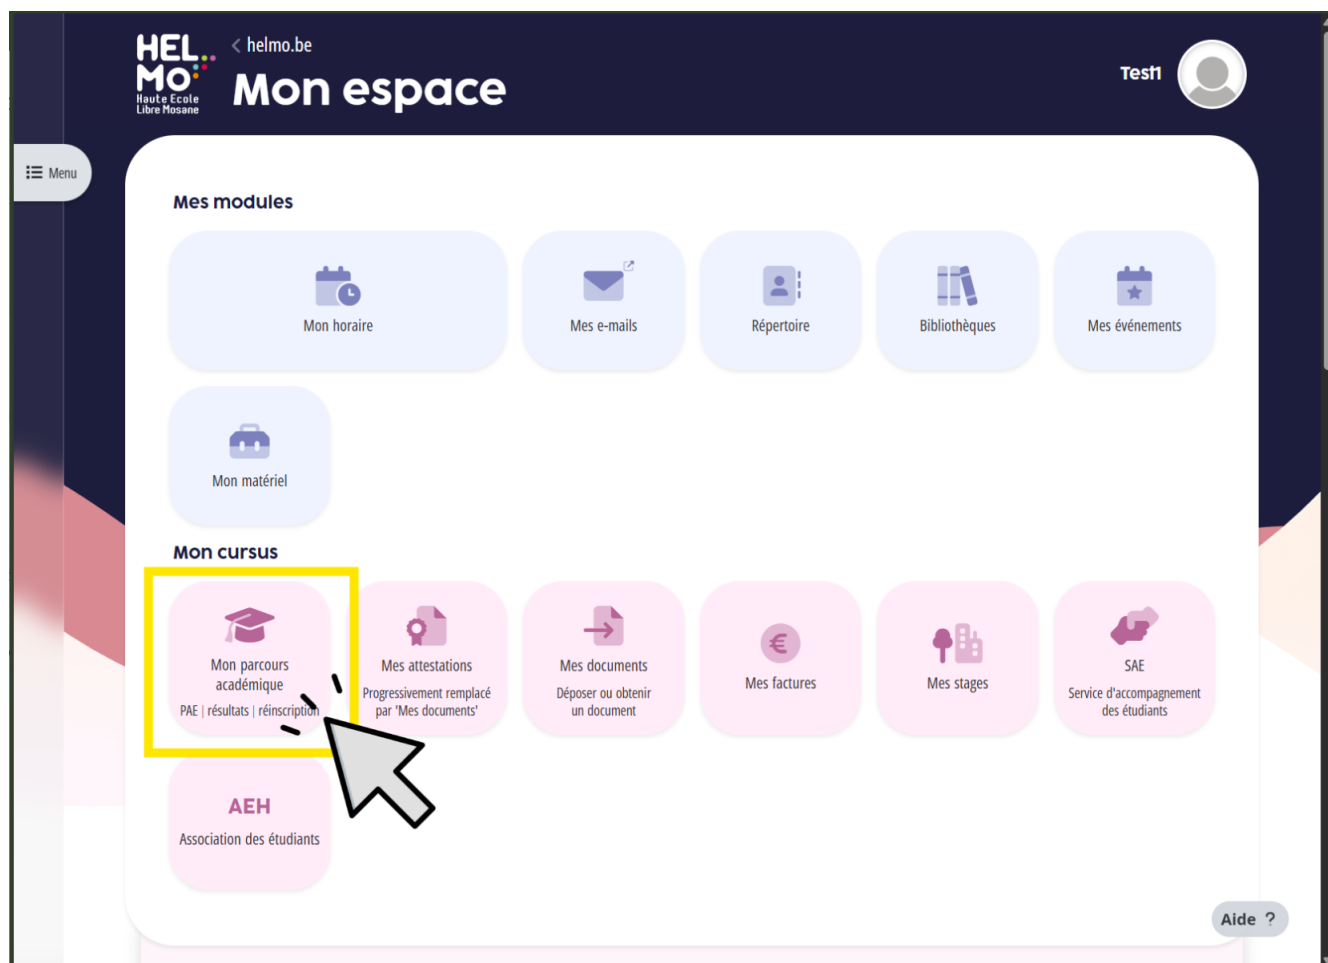 HEL
MO
Haute Ecole
Libre Mosane
< helmo.be
Mon espace
Test1
Menu
Mes modules
Mon horaire
Mes e-mails
Répertoire
Bibliothèques
Mes événements
Mon matériel
Mon cursus
Mon parcours
académique
PAE | résultats | réinscription
Mes attestations
Progressivement remplacé
par 'Mes documents'
Mes documents
Déposer ou obtenir
un document
€
Mes factures
Mes stages
SAE
Service d'accompagnement
des étudiants
AEH
Association des étudiants
Aide ?